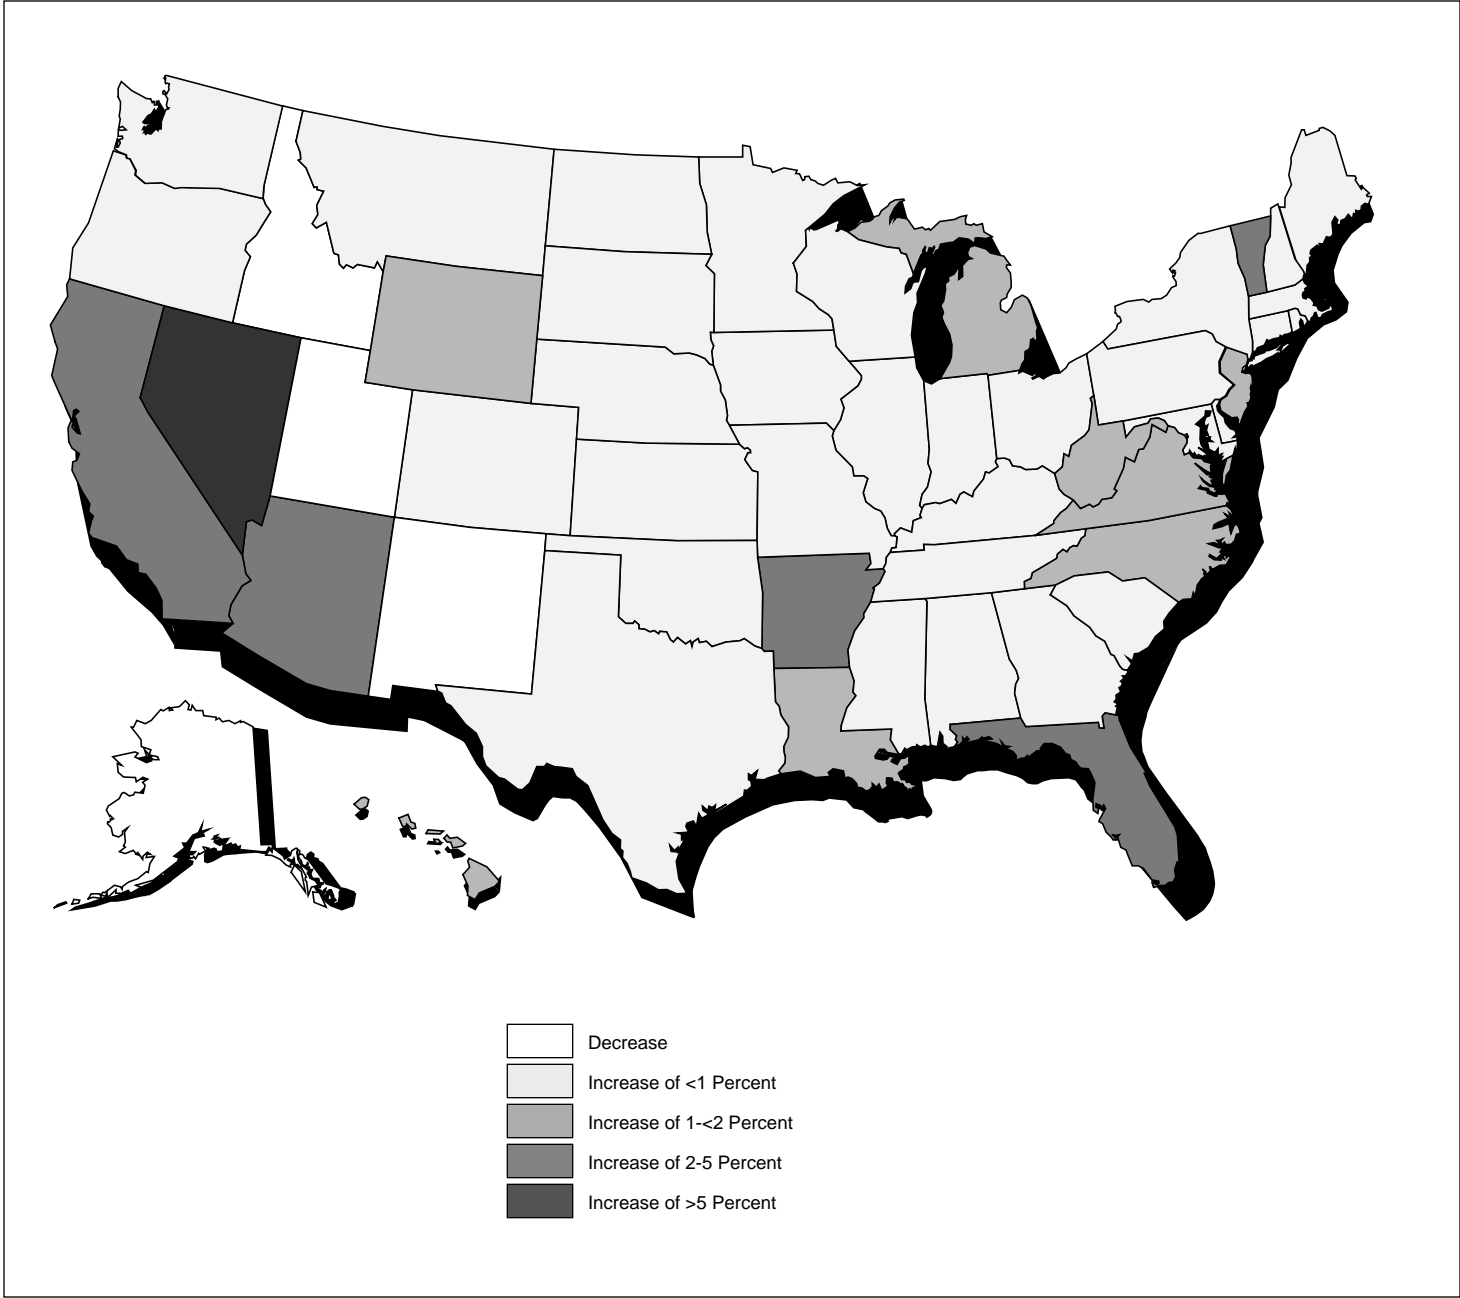 Decrease
Increase of <1 Percent
Increase of 1-<2 Percent
Increase of 2-5 Percent
Increase of >5 Percent